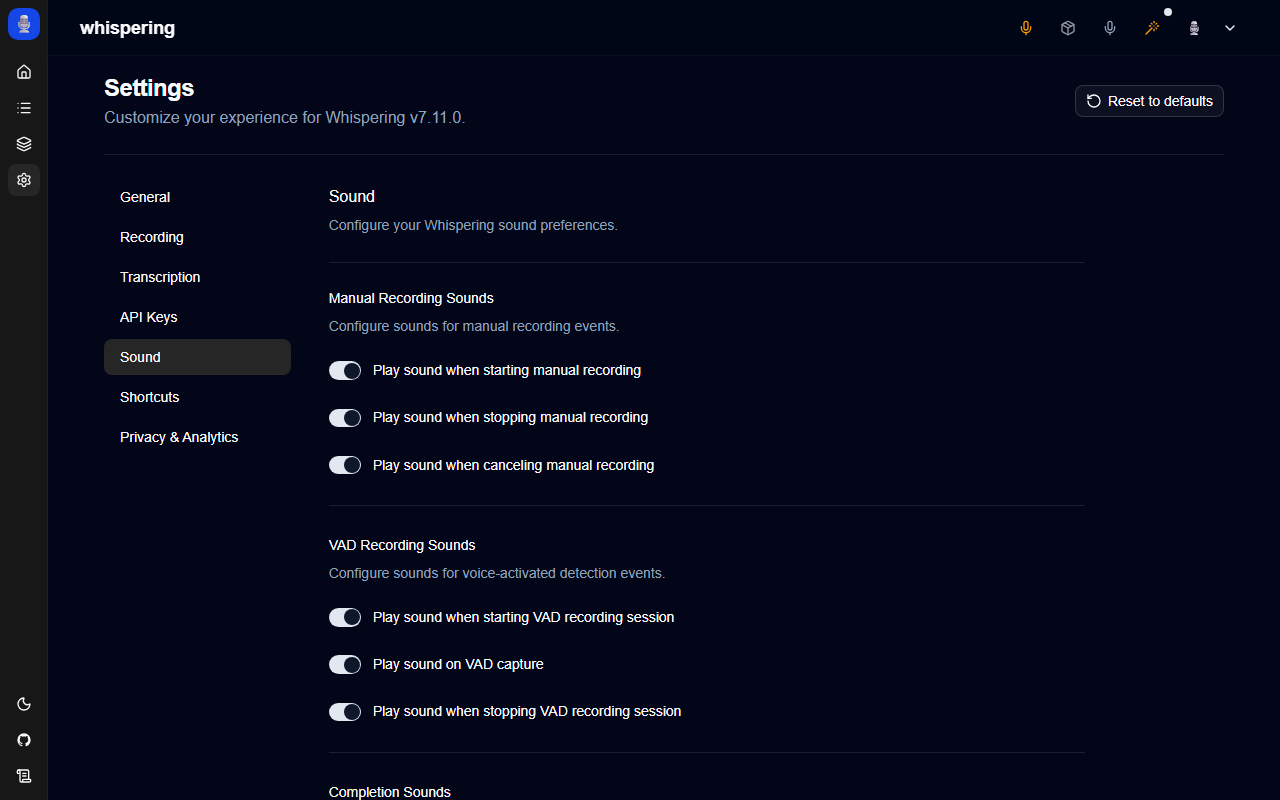 whispering
Settings
Customize your experience for Whispering v7.11.0.
Reset to defaults
General
Recording
Transcription
API Keys
Sound
Shortcuts
Privacy & Analytics
Sound
Configure your Whispering sound preferences.
Manual Recording Sounds
Configure sounds for manual recording events.
Play sound when starting manual recording
Play sound when stopping manual recording
Play sound when canceling manual recording
VAD Recording Sounds
Configure sounds for voice-activated detection events.
Play sound when starting VAD recording session
Play sound on VAD capture
Play sound when stopping VAD recording session
Completion Sounds